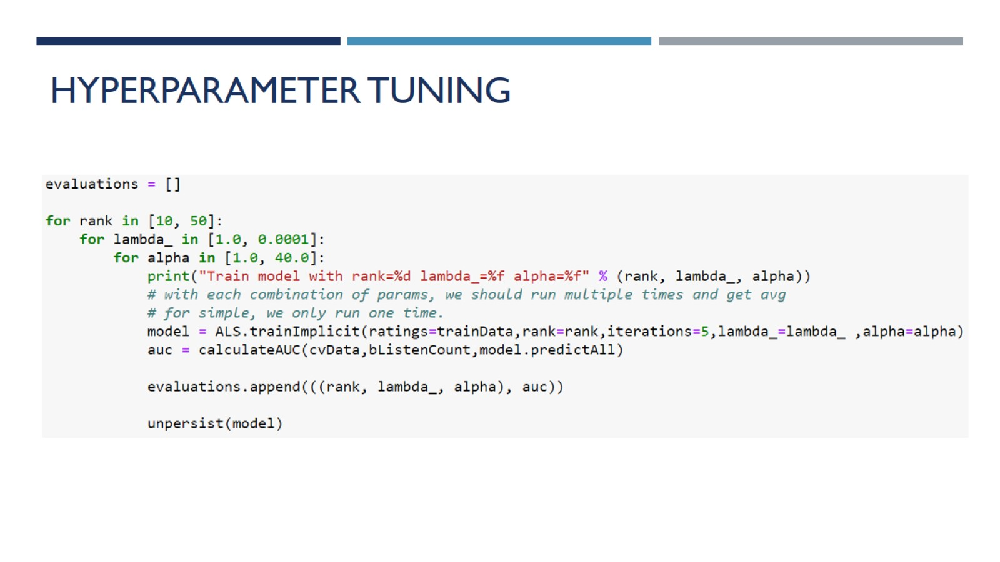 HYPERPARAMETER TUNING
evaluations = []
for rank in [10, 50]:
    for lambda_ in [1.0, 0.0001]:
        for alpha in [1.0, 40.0]:
            print("Train model with rank=%d lambda_=%f alpha=%f" % (rank, lambda_, alpha))
            # with each combination of params, we should run multiple times and get avg
            # for simple, we only run one time.
            model = ALS.trainImplicit(ratings=trainData,rank=rank,iterations=5,lambda_=lambda_ ,alpha=alpha)
            auc = calculateAUC(cvData,bListenCount,model.predictAll)
            evaluations.append(((rank, lambda_, alpha), auc))
            unpersist(model)